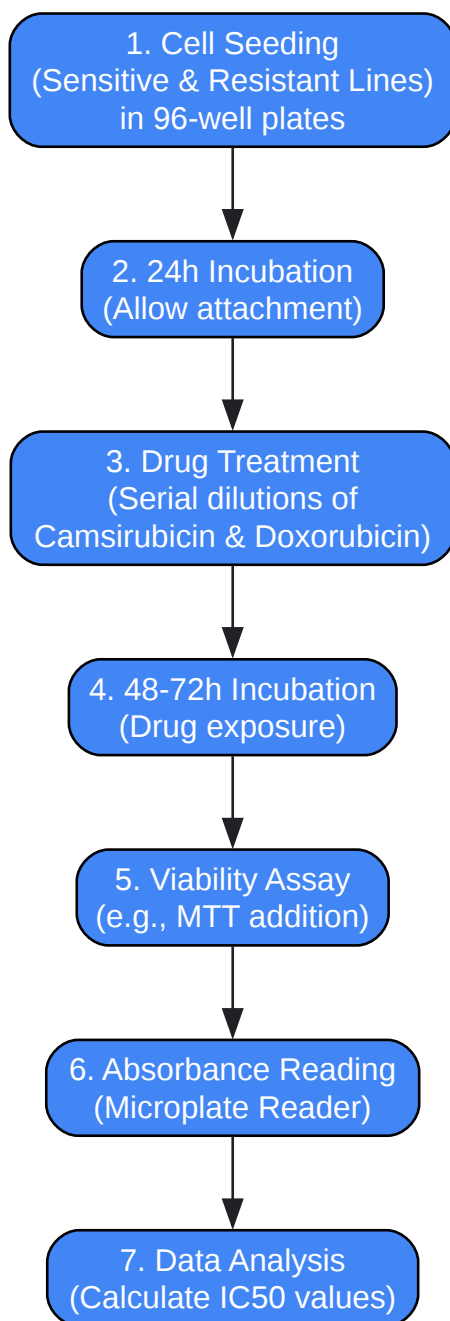 1. Cell Seeding
(Sensitive & Resistant Lines)
in 96-well plates
2. 24h Incubation
(Allow attachment)
3. Drug Treatment
(Serial dilutions of
Camsirubicin & Doxorubicin)
4. 48-72h Incubation
(Drug exposure)
5. Viability Assay
(e.g., MTT addition)
6. Absorbance Reading
(Microplate Reader)
7. Data Analysis
(Calculate IC50 values)